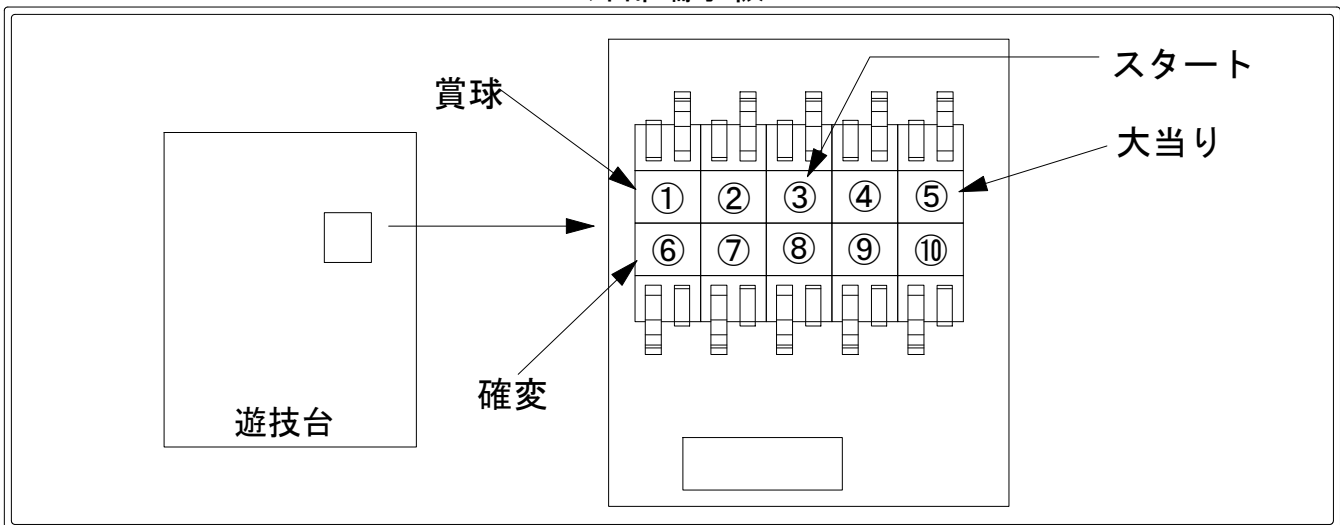 スタート
賞球
大当り
① ② ③ ④ ⑤
⑥ ⑦ ⑧ ⑨ ⑩
確変
遊技台